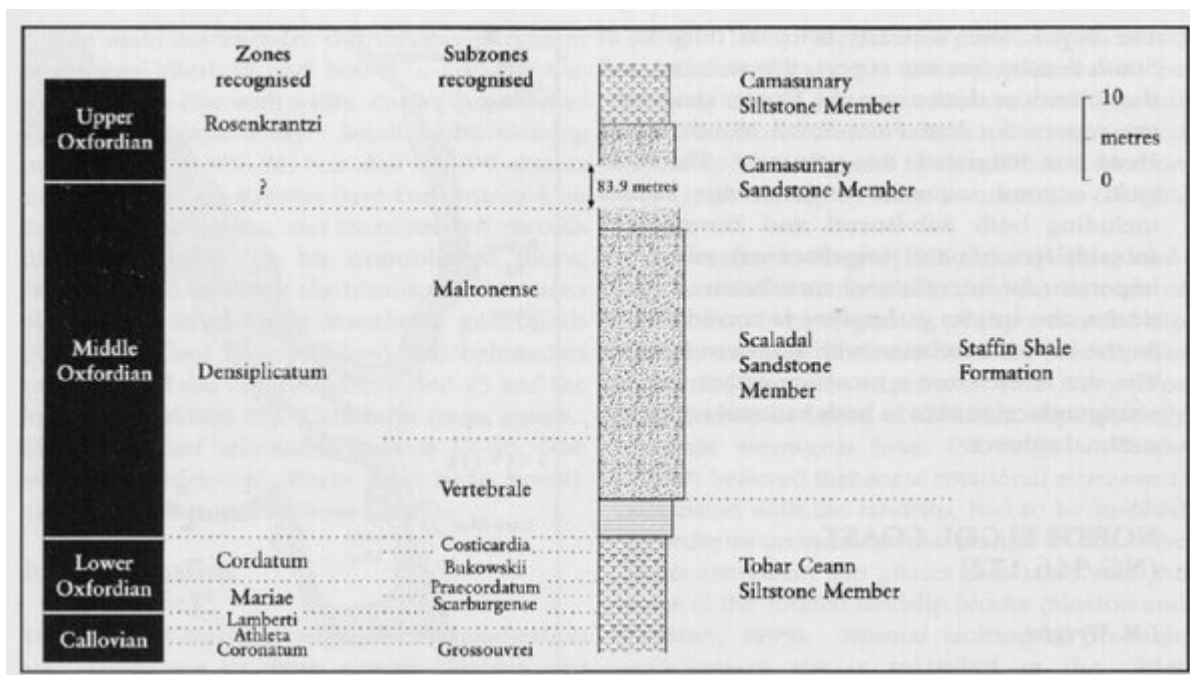 Zones
recognised
Subzones
recognised
Upper
Oxfordian
Rosenkrantzi
Camasunary
Siltstone Member
10
metres
0
?
83.9 metres
Camasunary
Sandstone Member
Middle
Oxfordian
Densiplicatum
Maltonense
Vertebrale
Scaladal
Sandstone
Member
Staffin Shale
Formation
Lower
Oxfordian
Cordatum
Mariae
Costicardia
Bukowskii
Praecordatum
Scarburgense
Tobar Ceann
Siltstone Member
Callovian
Lamberti
Athleta
Coronatum
Grossouvrei